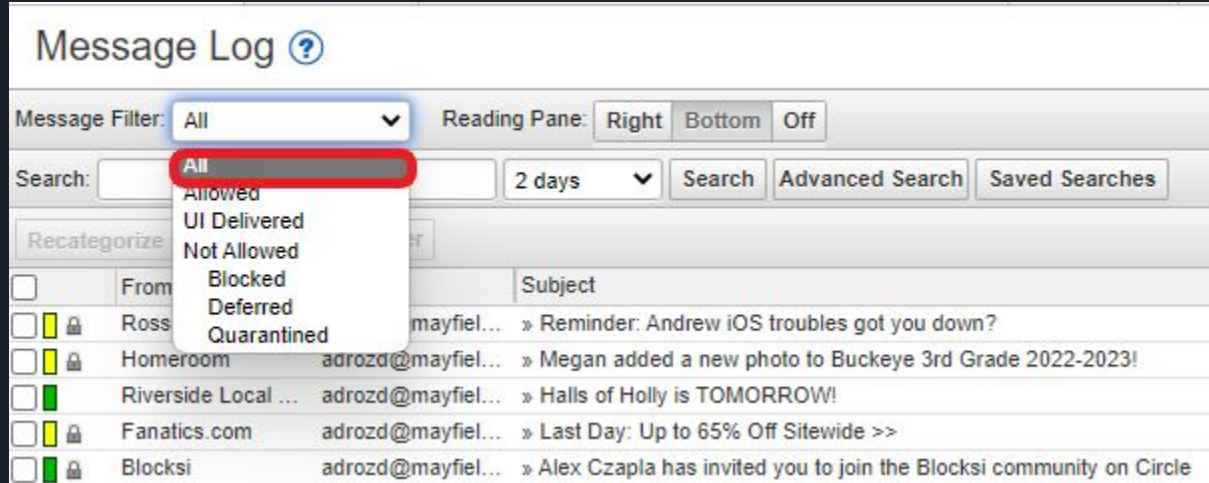 Message Log ?
Message Filter: All Reading Pane: Right Bottom Off
All
Search: 2 days Search Advanced Search Saved Searches
Allowed
UI Delivered
Recategorize
Not Allowed
Blocked
From Subject
Deferred
Ross mayfiel... » Reminder: Andrew iOS troubles got you down?
Quarantined
Homeroom adrozd@mayfiel... » Megan added a new photo to Buckeye 3rd Grade 2022-2023!
Riverside Local ... adrozd@mayfiel... » Halls of Holly is TOMORROW!
Fanatics.com adrozd@mayfiel... » Last Day: Up to 65% Off Sitewide >>
Blocksi adrozd@mayfiel... » Alex Czapla has invited you to join the Blocksi community on Circle